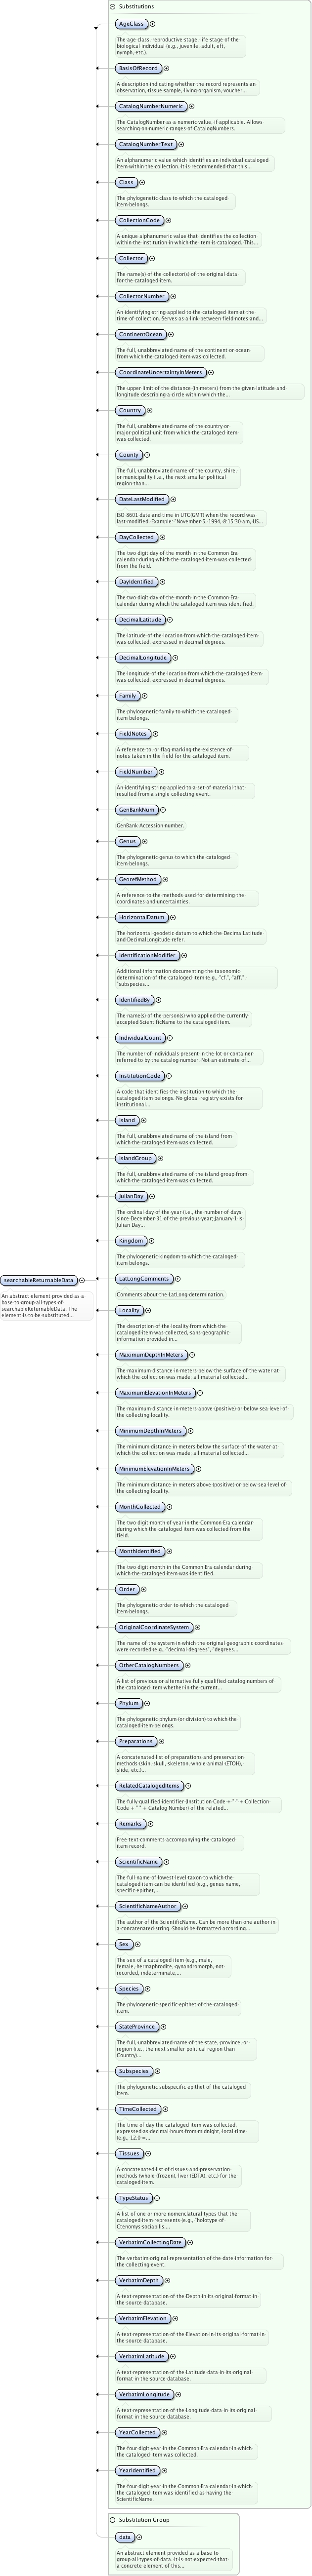 Substitutions
AgeClass
The age class, reproductive stage, life stage of the
biological individual (e.g., juvenile, adult, eft,
nymph, etc.).
BasisOfRecord
A description indicating whether the record represents an
observation, tissue sample, living organism, voucher...
CatalogNumberNumeric
The CatalogNumber as a numeric value, if applicable. Allows
searching on numeric ranges of CatalogNumbers.
CatalogNumberText
An alphanumeric value which identifies an individual cataloged
item within the collection. It is recommended that this...
Class
The phylogenetic class to which the cataloged
item belongs.
CollectionCode
A unique alphanumeric value that identifies the collection
within the institution in which the item is cataloged. This...
Collector
The name(s) of the collector(s) of the original data
for the cataloged item.
CollectorNumber
An identifying string applied to the cataloged item at the
time of collection. Serves as a link between field notes and...
ContinentOcean
The full, unabbreviated name of the continent or ocean
from which the cataloged item was collected.
CoordinateUncertaintyInMeters
The upper limit of the distance (in meters) from the given latitude and
longitude describing a circle within which the...
Country
The full, unabbreviated name of the country or
major political unit from which the cataloged item
was collected.
County
The full, unabbreviated name of the county, shire,
or municipality (i.e., the next smaller political
region than...
DateLastModified
ISO 8601 date and time in UTC(GMT) when the record was
last modified. Example: "November 5, 1994, 8:15:30 am, US...
DayCollected
The two digit day of the month in the Common Era
calendar during which the cataloged item was collected
from the field.
DayIdentified
The two digit day of the month in the Common Era
calendar during which the cataloged item was identified.
DecimalLatitude
The latitude of the location from which the cataloged item
was collected, expressed in decimal degrees.
DecimalLongitude
The longitude of the location from which the cataloged item
was collected, expressed in decimal degrees.
Family
The phylogenetic family to which the cataloged
item belongs.
FieldNotes
A reference to, or flag marking the existence of
notes taken in the field for the cataloged item.
FieldNumber
An identifying string applied to a set of material that
resulted from a single collecting event.
GenBankNum
GenBank Accession number.
Genus
The phylogenetic genus to which the cataloged
item belongs.
GeorefMethod
A reference to the methods used for determining the
coordinates and uncertainties.
HorizontalDatum
The horizontal geodetic datum to which the DecimalLatitude
and DecimalLongitude refer.
IdentificationModifier
Additional information documenting the taxonomic
determination of the cataloged item (e.g., "cf.", "aff.",
"subspecies...
IdentifiedBy
The name(s) of the person(s) who applied the currently
accepted ScientificName to the cataloged item.
IndividualCount
The number of individuals present in the lot or container
referred to by the catalog number. Not an estimate of...
InstitutionCode
A code that identifies the institution to which the
cataloged item belongs. No global registry exists for
institutional...
Island
The full, unabbreviated name of the island from
which the cataloged item was collected.
IslandGroup
The full, unabbreviated name of the island group from
which the cataloged item was collected.
JulianDay
The ordinal day of the year (i.e., the number of days
since December 31 of the previous year; January 1 is
Julian Day...
Kingdom
The phylogenetic kingdom to which the cataloged
item belongs.
searchableReturnableData
An abstract element provided as a
base to group all types of
searchableReturnableData. The
element is to be substituted...
LatLongComments
Comments about the LatLong determination.
Locality
The description of the locality from which the
cataloged item was collected, sans geographic
information provided in...
MaximumDepthInMeters
The maximum distance in meters below the surface of the water at
which the collection was made; all material collected...
MaximumElevationInMeters
The maximum distance in meters above (positive) or below sea level of
the collecting locality.
MinimumDepthInMeters
The minimum distance in meters below the surface of the water at
which the collection was made; all material collected...
MinimumElevationInMeters
The minimum distance in meters above (positive) or below sea level of
the collecting locality.
MonthCollected
The two digit month of year in the Common Era calendar
during which the cataloged item was collected from the
field.
MonthIdentified
The two digit month in the Common Era calendar during
which the cataloged item was identified.
Order
The phylogenetic order to which the cataloged
item belongs.
OriginalCoordinateSystem
The name of the system in which the original geographic coordinates
were recorded (e.g., "decimal degrees", "degrees...
OtherCatalogNumbers
A list of previous or alternative fully qualified catalog numbers of
the cataloged item whether in the current...
Phylum
The phylogenetic phylum (or division) to which the
cataloged item belongs.
Preparations
A concatenated list of preparations and preservation
methods (skin, skull, skeleton, whole animal (ETOH),
slide, etc.)...
RelatedCatalogedItems
The fully qualified identifier (Institution Code + " " + Collection
Code + " " + Catalog Number) of the related...
Remarks
Free text comments accompanying the cataloged
item record.
ScientificName
The full name of lowest level taxon to which the
cataloged item can be identified (e.g., genus name,
specific epithet,...
ScientificNameAuthor
The author of the ScientificName. Can be more than one author in
a concatenated string. Should be formatted according...
Sex
The sex of a cataloged item (e.g., male,
female, hermaphrodite, gynandromorph, not
recorded, indeterminate,...
Species
The phylogenetic specific epithet of the cataloged
item.
StateProvince
The full, unabbreviated name of the state, province, or
region (i.e., the next smaller political region than
Country)...
Subspecies
The phylogenetic subspecific epithet of the cataloged
item.
TimeCollected
The time of day the cataloged item was collected,
expressed as decimal hours from midnight, local time
(e.g., 12.0 =...
Tissues
A concatenated list of tissues and preservation
methods (whole (frozen), liver (EDTA), etc.) for the
cataloged item.
TypeStatus
A list of one or more nomenclatural types that the
cataloged item represents (e.g., "holotype of
Ctenomys sociabilis....
VerbatimCollectingDate
The verbatim original representation of the date information for
the collecting event.
VerbatimDepth
A text representation of the Depth in its original format in
the source database.
VerbatimElevation
A text representation of the Elevation in its original format in
the source database.
VerbatimLatitude
A text representation of the Latitude data in its original
format in the source database.
VerbatimLongitude
A text representation of the Longitude data in its original
format in the source database.
YearCollected
The four digit year in the Common Era calendar in which
the cataloged item was collected.
YearIdentified
The four digit year in the Common Era calendar in which
the cataloged item was identified as having the
ScientificName.
Substitution Group
data
An abstract element provided as a base to
group all types of data. It is not expected that
a concrete element of this...